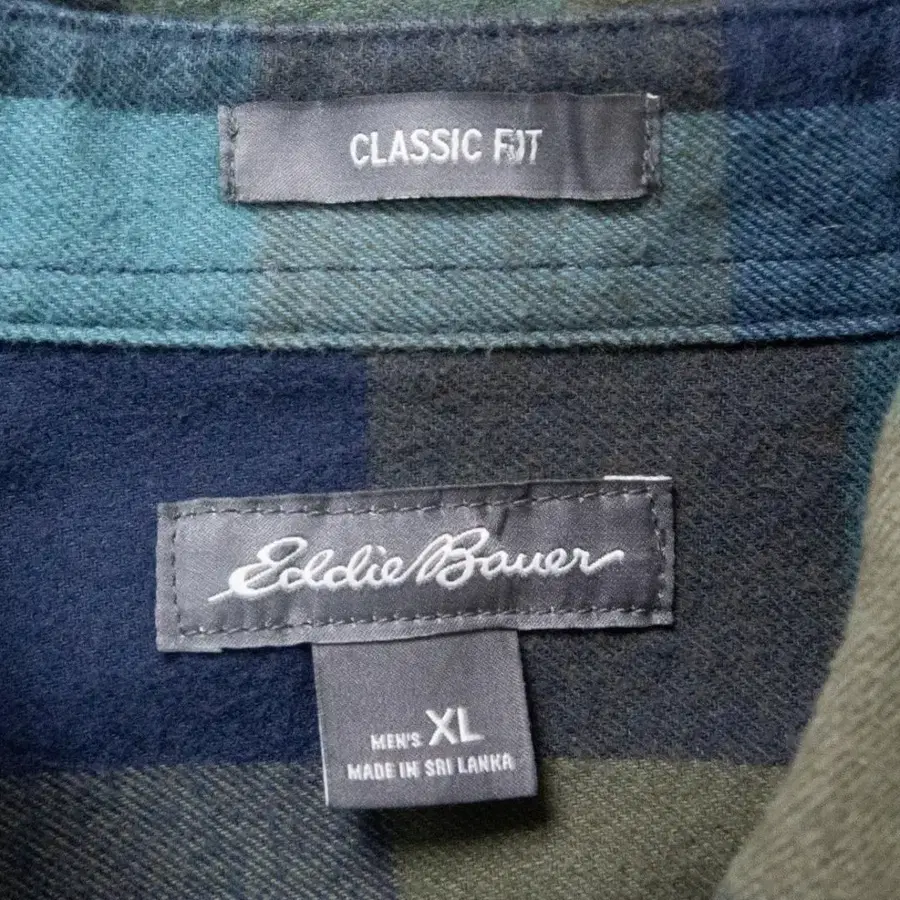 CLASSIC FIT
Eddie Bauer
MEN'S XL
MADE IN SRI LANKA